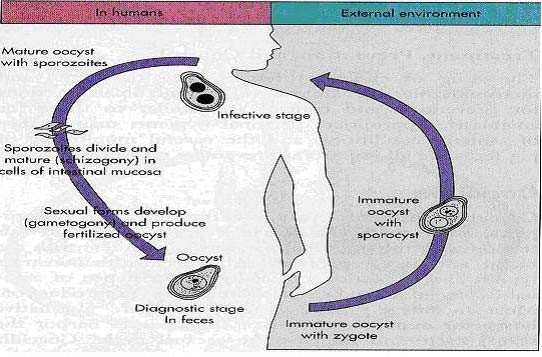 In humans
External environment
Mature oocyst
with sporozoites
Infective stage
Sporozoites divide and
mature (schizogony) in
cells of intestinal mucosa
Sexual forms develop
(gametogony) and produce
fertilized oocyst
Oocyst
Diagnostic stage
In feces
Immature
oocyst
with
sporocyst
Immature oocyst
with zygote